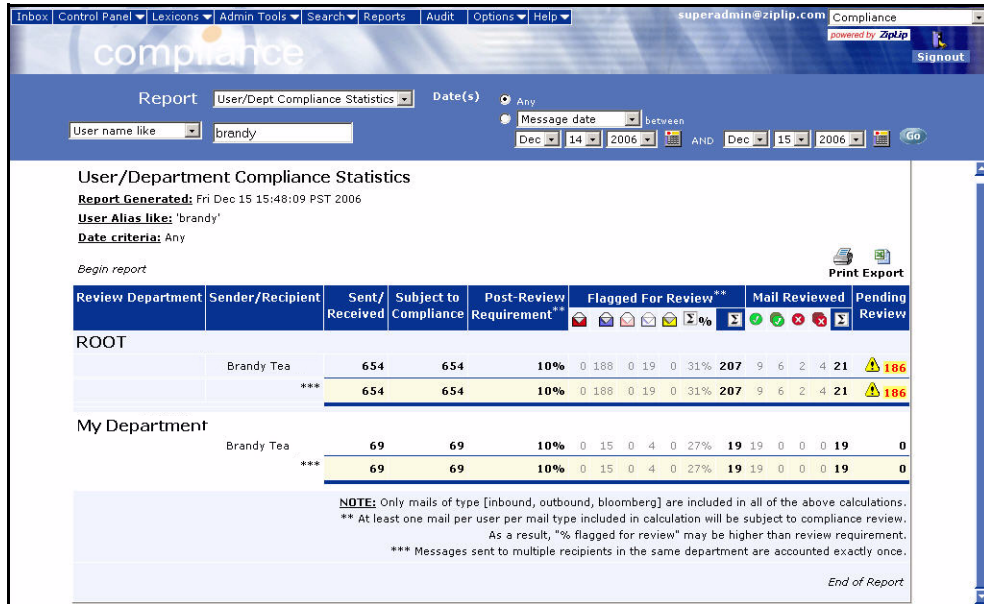 Inbox Control Panel Lexicons Admin Tools Search Reports Audit Options Help superadmin@ziplip.com Compliance
powered by ZipLip
compliance
Signout
Report User/Dept Compliance Statistics Date(s) Any
User name like brandy Message date between
Dec 14 2006 AND Dec 15 2006 Go
User/Department Compliance Statistics
Report Generated: Fri Dec 15 15:48:09 PST 2006
User Alias like: 'brandy'
Date criteria: Any
Begin report
Print Export
Review Department Sender/Recipient Sent/ Received Subject to Compliance Post-Review Requirement** Flagged For Review** Mail Reviewed Pending Review
Σ% Σ Σ
ROOT
Brandy Tea 654 654 10% 0 188 0 19 0 31% 207 9 6 2 4 21 186
*** 654 654 10% 0 188 0 19 0 31% 207 9 6 2 4 21 186
My Department
Brandy Tea 69 69 10% 0 15 0 4 0 27% 19 19 0 0 0 19 0
*** 69 69 10% 0 15 0 4 0 27% 19 19 0 0 0 19 0
NOTE: Only mails of type [inbound, outbound, bloomberg] are included in all of the above calculations.
** At least one mail per user per mail type included in calculation will be subject to compliance review.
As a result, "% flagged for review" may be higher than review requirement.
*** Messages sent to multiple recipients in the same department are accounted exactly once.
End of Report